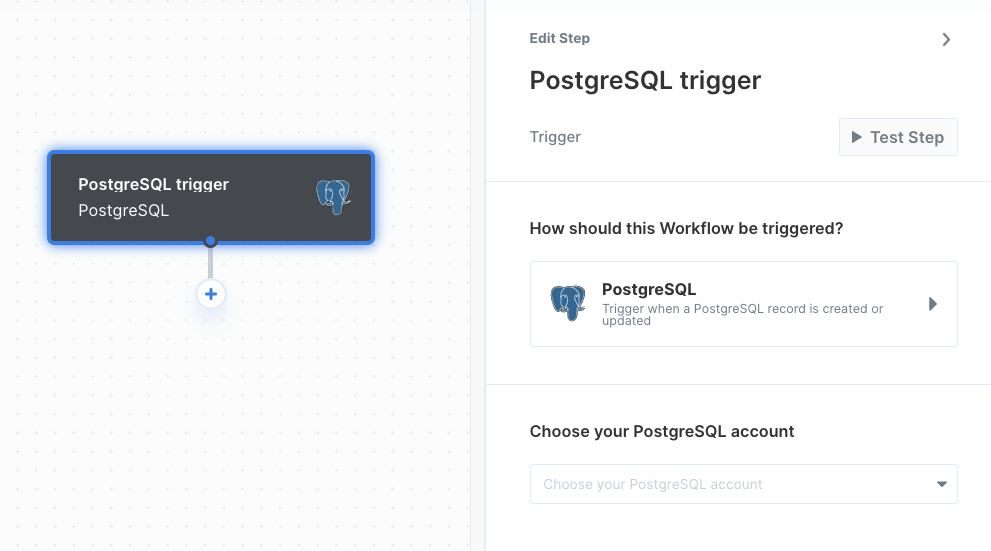 PostgreSQL trigger
PostgreSQL
Edit Step
PostgreSQL trigger
Trigger
Test Step
How should this Workflow be triggered?
PostgreSQL
Trigger when a PostgreSQL record is created or
updated
Choose your PostgreSQL account
Choose your PostgreSQL account